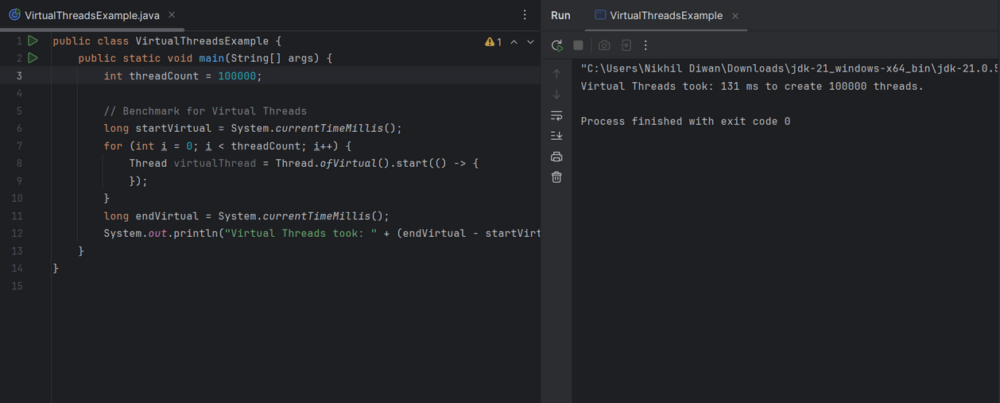 VirtualThreadsExample.java
Run
VirtualThreadsExample
1 public class VirtualThreadsExample {
1
2 public static void main(String[] args) {
3 int threadCount = 100000;
4
5 // Benchmark for Virtual Threads
6 long startVirtual = System.currentTimeMillis();
7 for (int i = 0; i < threadCount; i++) {
8 Thread virtualThread = Thread.ofVirtual().start(() -> {
9 });
10 }
11 long endVirtual = System.currentTimeMillis();
12 System.out.println("Virtual Threads took: " + (endVirtual - startVirt
13 }
14 }
15
"C:\Users\Nikhil Diwan\Downloads\jdk-21_windows-x64_bin\jdk-21.0.5
Virtual Threads took: 131 ms to create 100000 threads.
Process finished with exit code 0